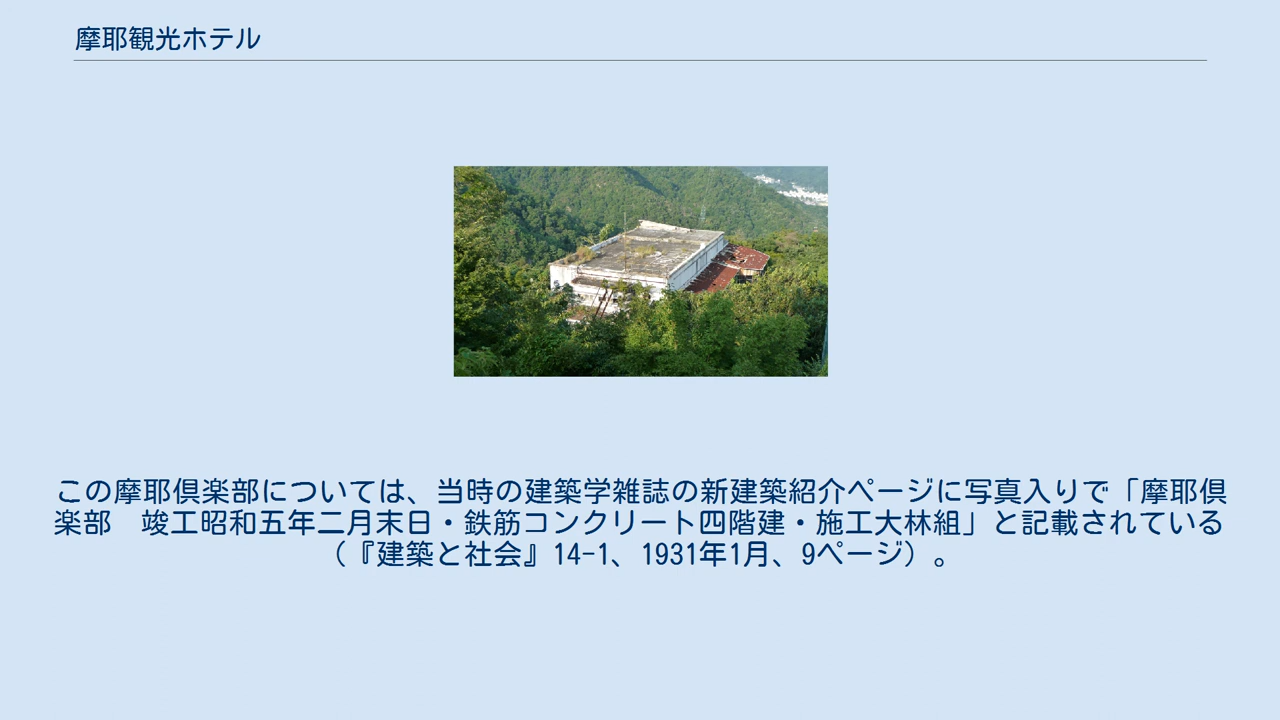 摩耶観光ホテル
この摩耶倶楽部については、当時の建築学雑誌の新建築紹介ページに写真入りで「摩耶倶
楽部　竣工昭和五年二月末日・鉄筋コンクリート四階建・施工大林組」と記載されている
（『建築と社会』14-1、1931年1月、9ページ）。